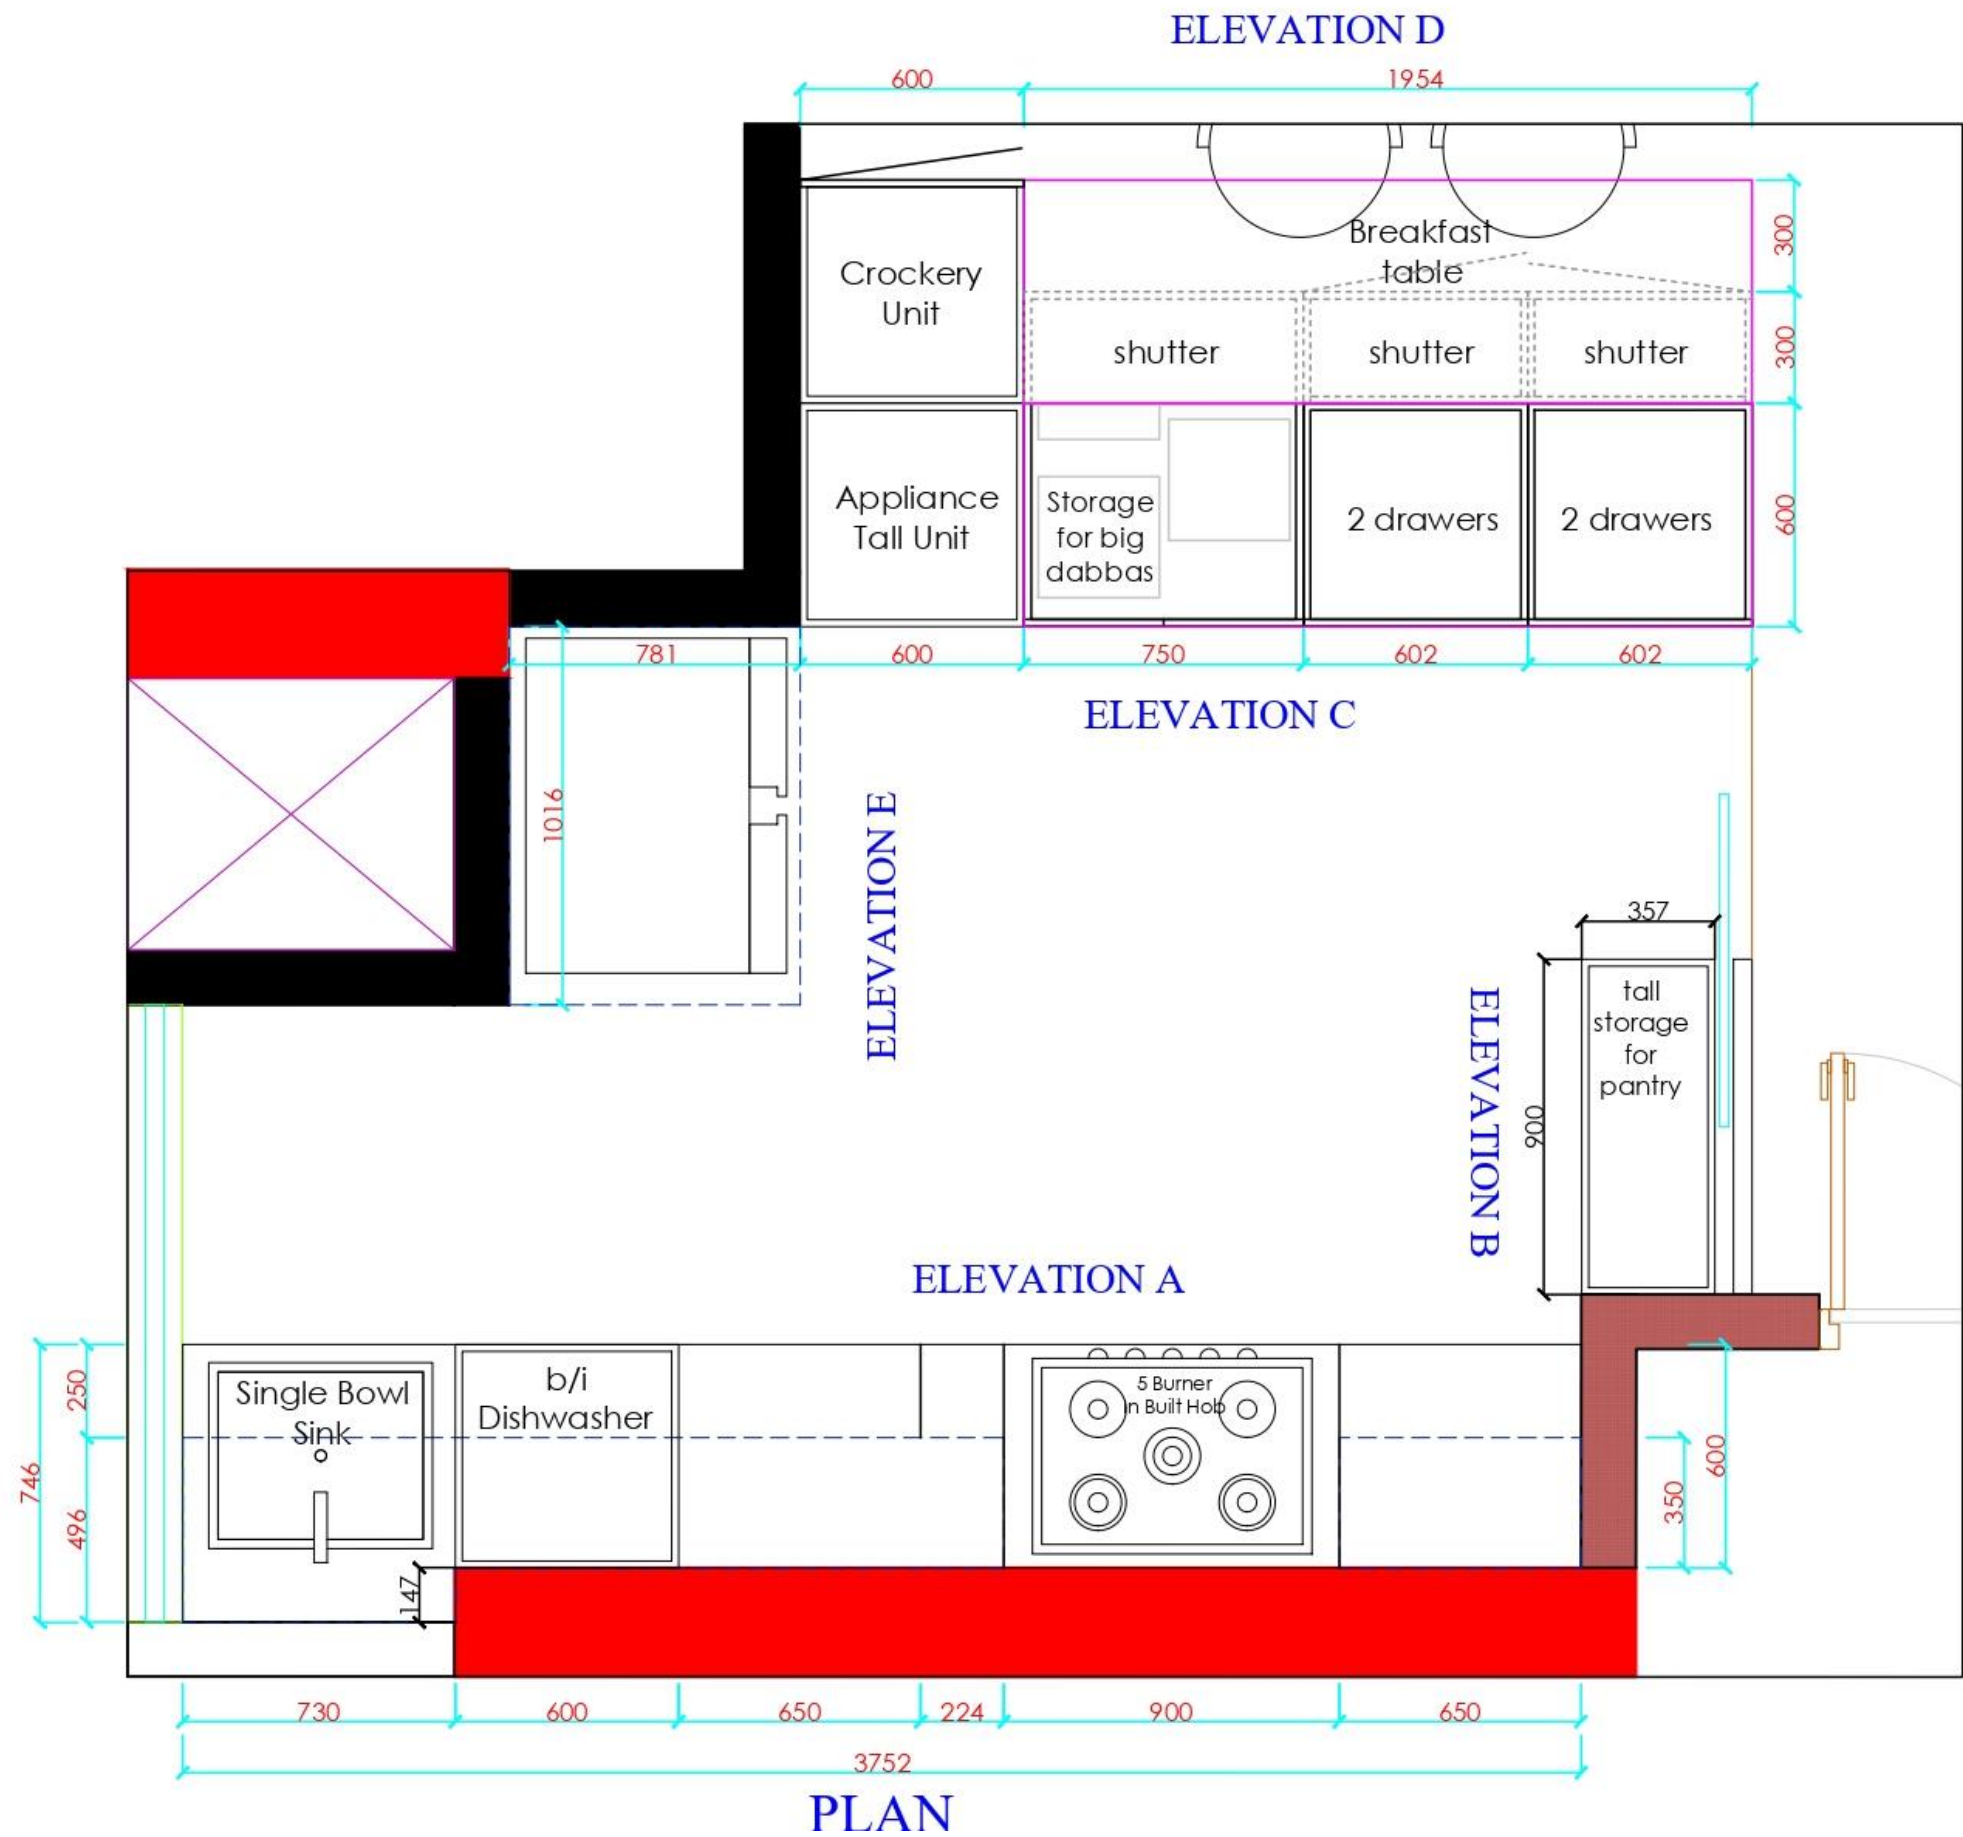 ELEVATION D
600
1954
Breakfast
table
300
Crockery
Unit
shutter
shutter
shutter
300
Appliance
Tall Unit
Storage
for big
dabbas
2 drawers
2 drawers
600
781
600
750
602
602
ELEVATION C
1016
ELEVATION E
357
tall
storage
for
pantry
900
ELEVATION B
ELEVATION A
250
746
496
Single Bowl
Sink
b/i
Dishwasher
5 Burner
In Built Hob
600
350
147
730
600
650
224
900
650
3752
PLAN